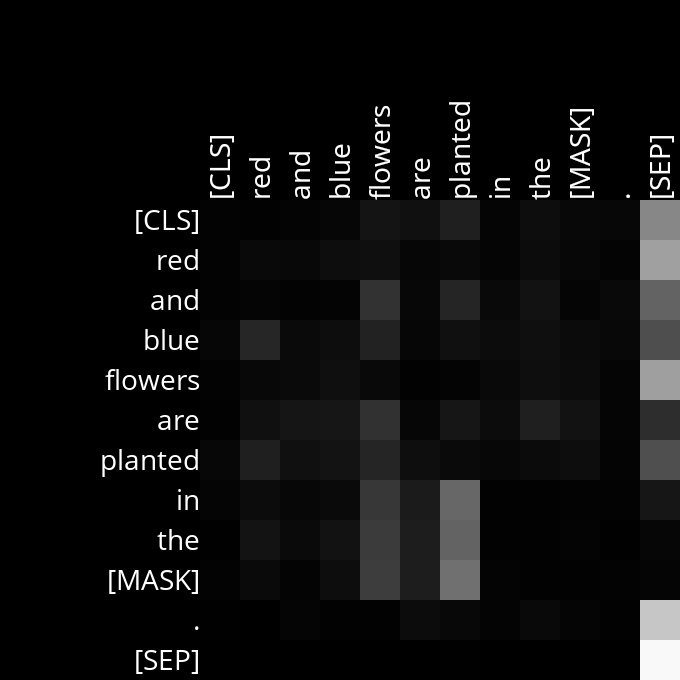 [CLS] red and blue flowers are planted in the [MASK] . [SEP]
[CLS]
red
and
blue
flowers
are
planted
in
the
[MASK]
.
[SEP]